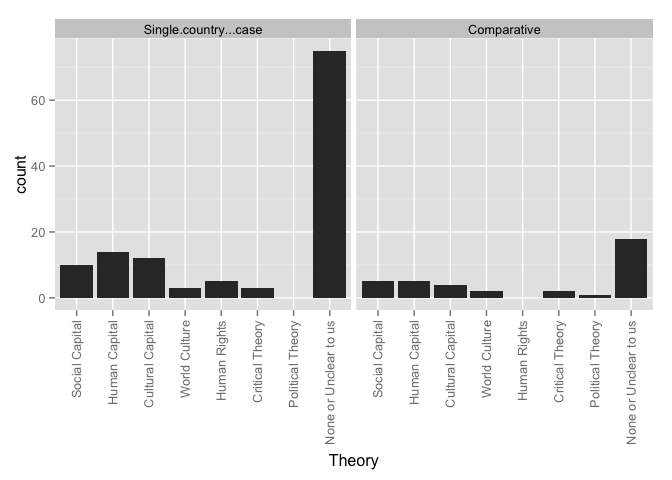 Single.country...case
Comparative
count
60
40
20
0
Social Capital
Human Capital
Cultural Capital
World Culture
Human Rights
Critical Theory
Political Theory
None or Unclear to us
Social Capital
Human Capital
Cultural Capital
World Culture
Human Rights
Critical Theory
Political Theory
None or Unclear to us
Theory